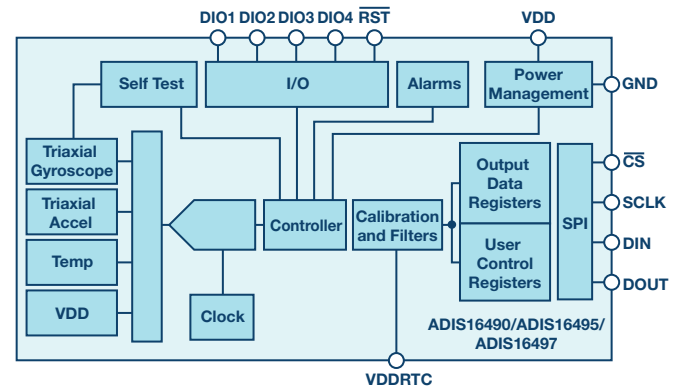 DIO1 DIO2 DIO3 DIO4 RST
VDD
Self Test
I/O
Alarms
Power
Management
GND
Triaxial
Gyroscope
Triaxial
Accel
Temp
VDD
Clock
Controller
Calibration
and Filters
Output
Data
Registers
User
Control
Registers
SPI
CS
SCLK
DIN
DOUT
ADIS16490/ADIS16495/
ADIS16497
VDDRTC